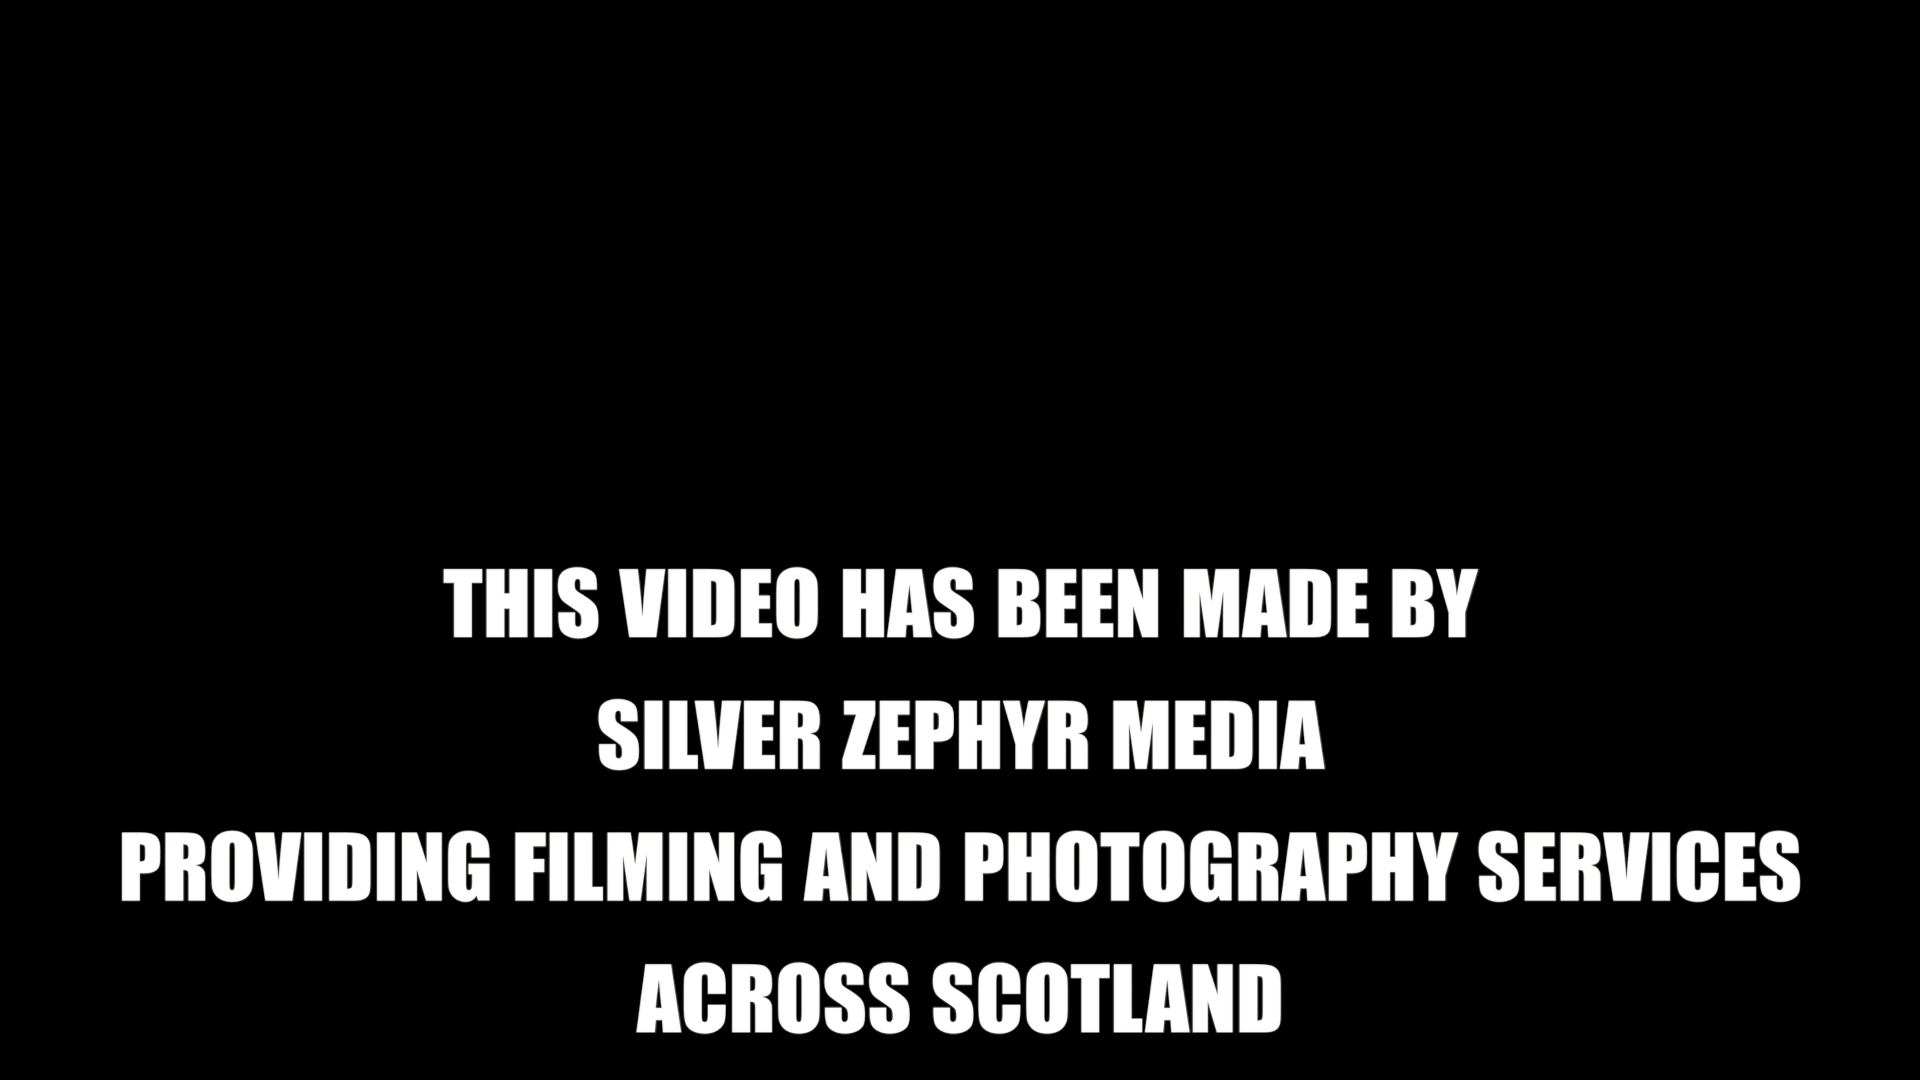 THIS VIDEO HAS BEEN MADE BY
SILVER ZEPHYR MEDIA
PROVIDING FILMING AND PHOTOGRAPHY SERVICES
ACROSS SCOTLAND